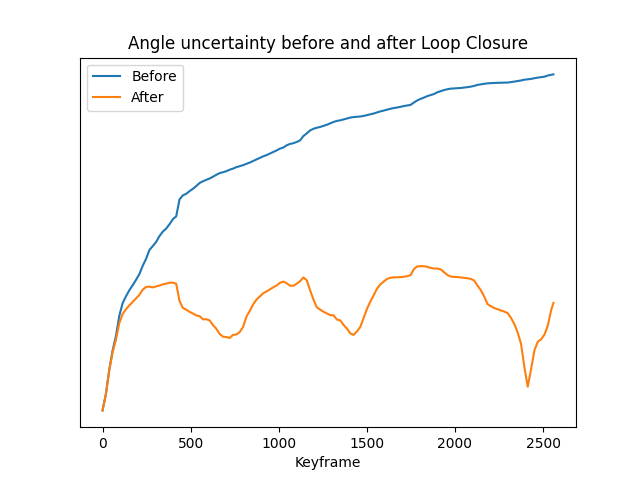 Angle uncertainty before and after Loop Closure
Before
After
0 500 1000 1500 2000 2500
Keyframe